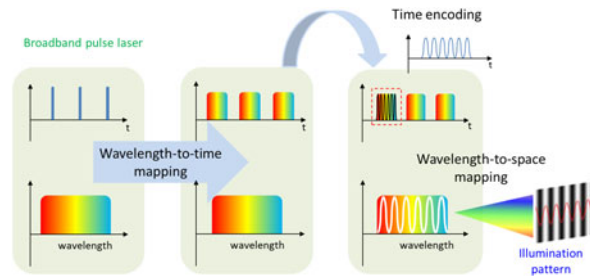 Time encoding
Broadband pulse laser
t
t
t
t
Wavelength-to-time
mapping
Wavelength-to-space
mapping
wavelength
wavelength
wavelength
Illumination
pattern